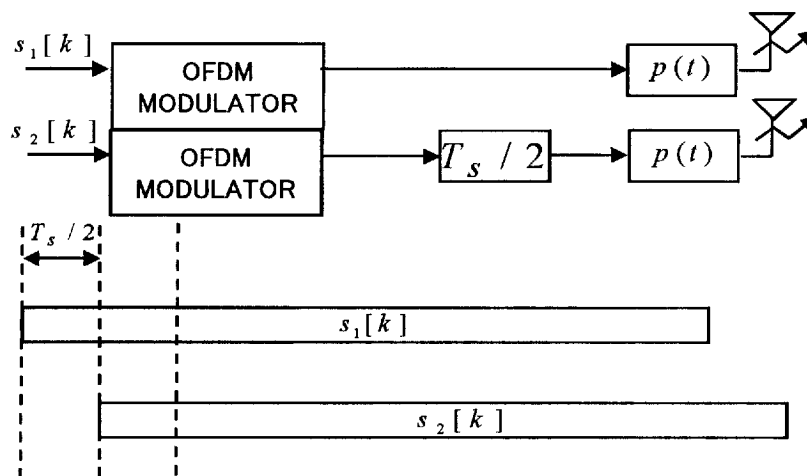 s₁[k]
OFDM
MODULATOR
p(t)
s₂[k]
OFDM
MODULATOR
Tₛ / 2
p(t)
Tₛ / 2
s₁[k]
s₂[k]